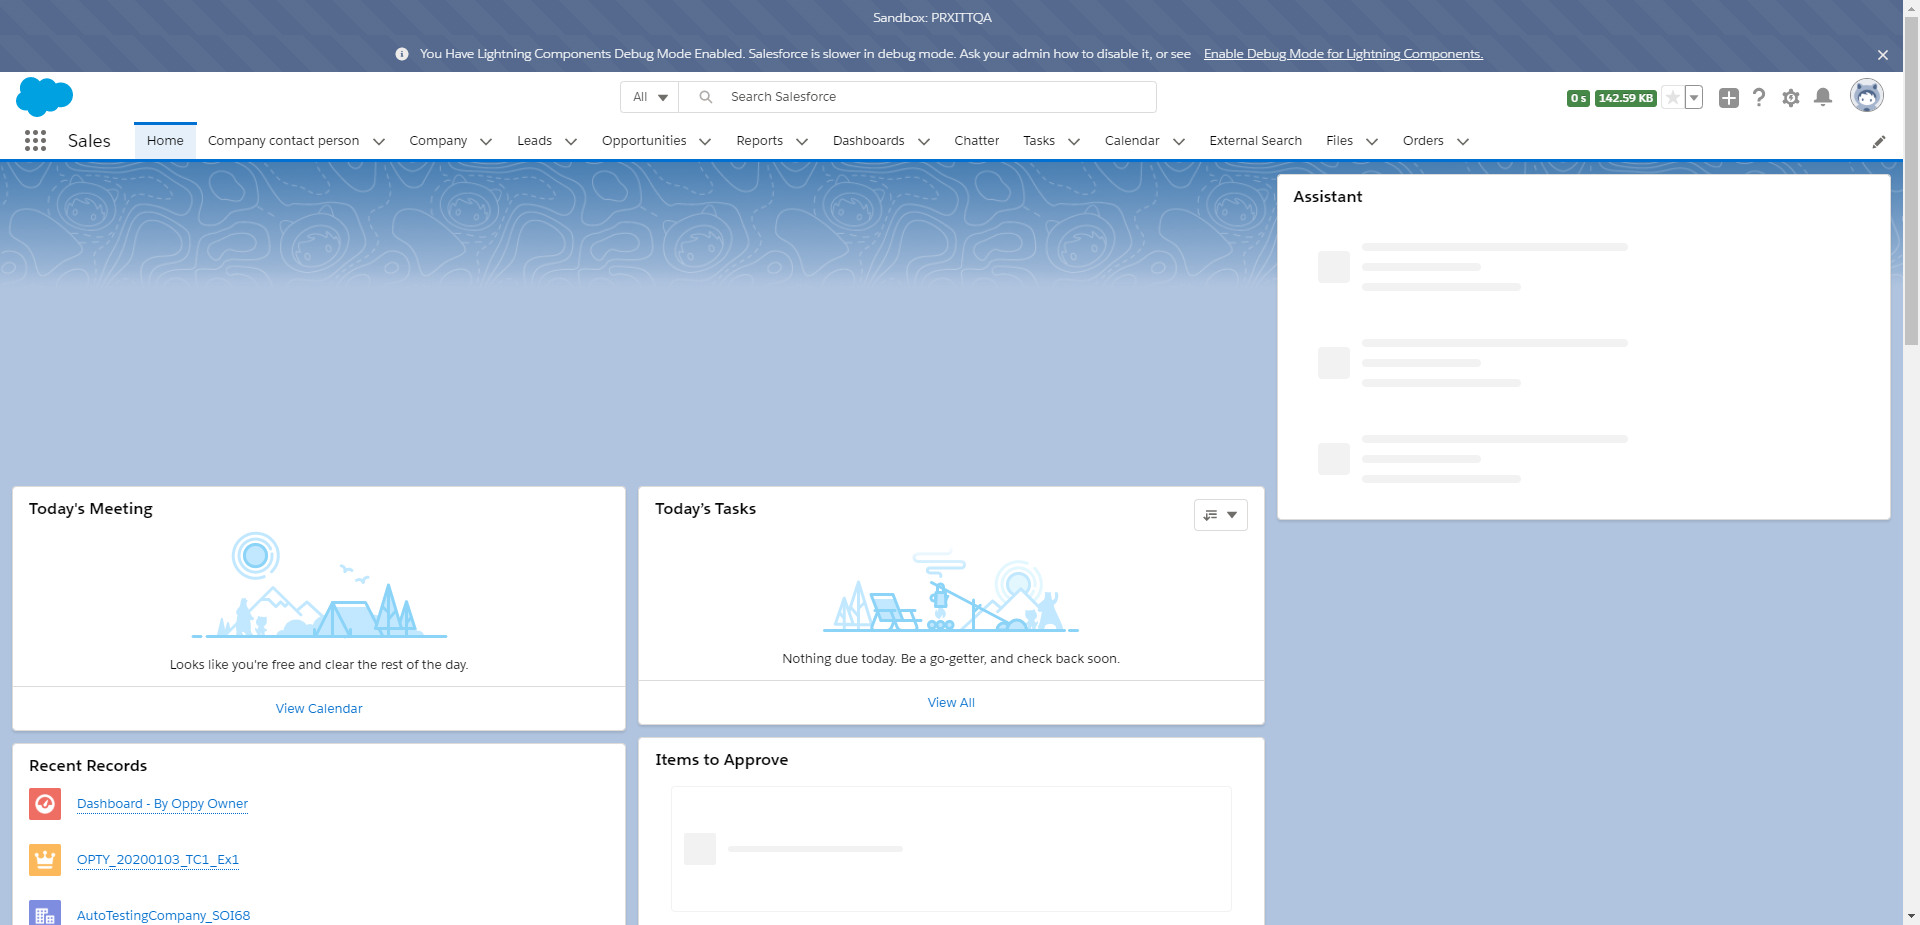 Sandbox: PRXITTQA
You Have Lightning Components Debug Mode Enabled. Salesforce is slower in debug mode. Ask your admin how to disable it, or see Enable Debug Mode for Lightning Components.
All Search Salesforce 0 s 142.59 KB
Sales Home Company contact person Company Leads Opportunities Reports Dashboards Chatter Tasks Calendar External Search Files Orders
Assistant
Today's Meeting
Looks like you're free and clear the rest of the day.
View Calendar
Today’s Tasks
Nothing due today. Be a go-getter, and check back soon.
View All
Recent Records
Dashboard - By Oppy Owner
OPTY_20200103_TC1_Ex1
AutoTestingCompany_SOI68
Items to Approve